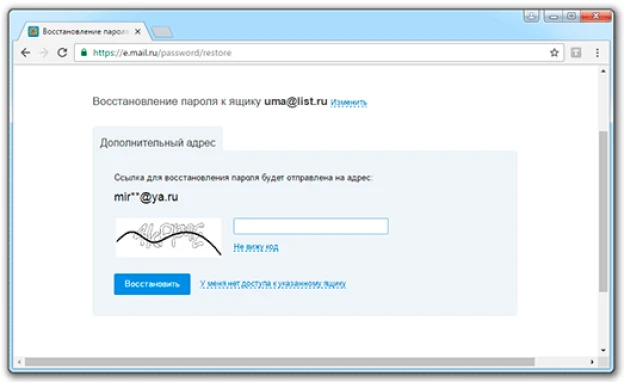 Восстановление пароля
https://e.mail.ru/password/restore
Восстановление пароля к ящику uma@list.ru Изменить
Дополнительный адрес
Ссылка для восстановления пароля будет отправлена на адрес:
mir**@ya.ru
Не вижу код
Восстановить У меня нет доступа к указанному ящику